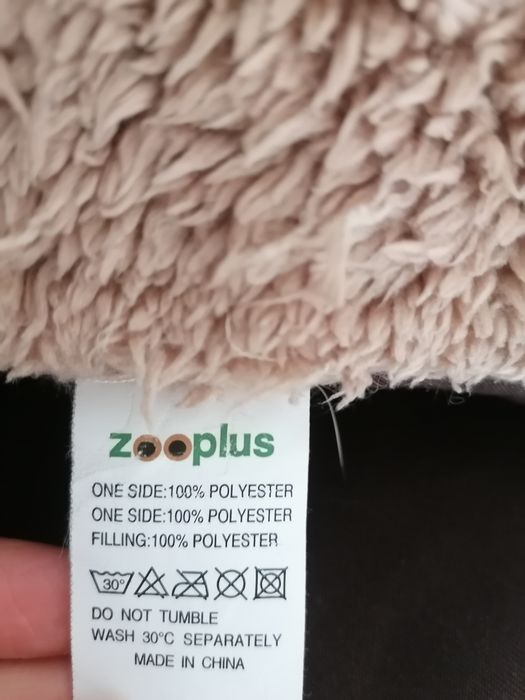 zooplus
ONE SIDE:100% POLYESTER
ONE SIDE:100% POLYESTER
FILLING:100% POLYESTER
30°
DO NOT TUMBLE
WASH 30°C SEPARATELY
MADE IN CHINA